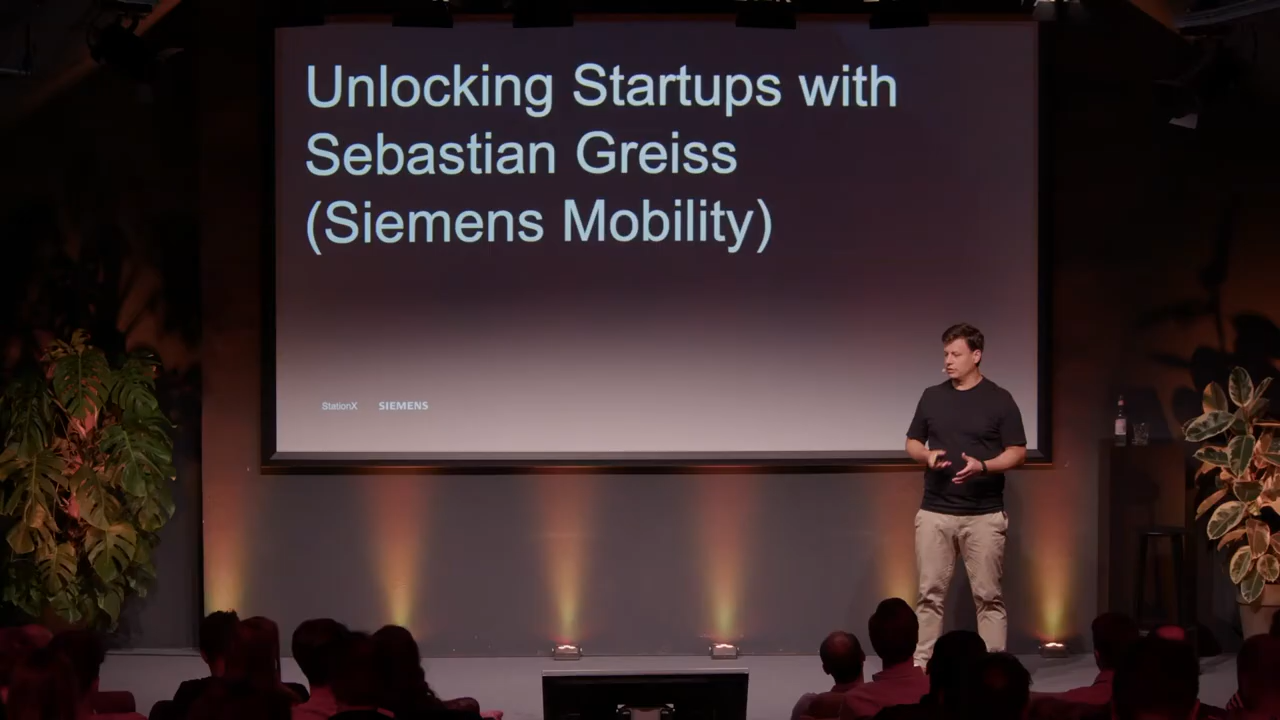 Unlocking Startups with
Sebastian Greiss
(Siemens Mobility)
StationX SIEMENS